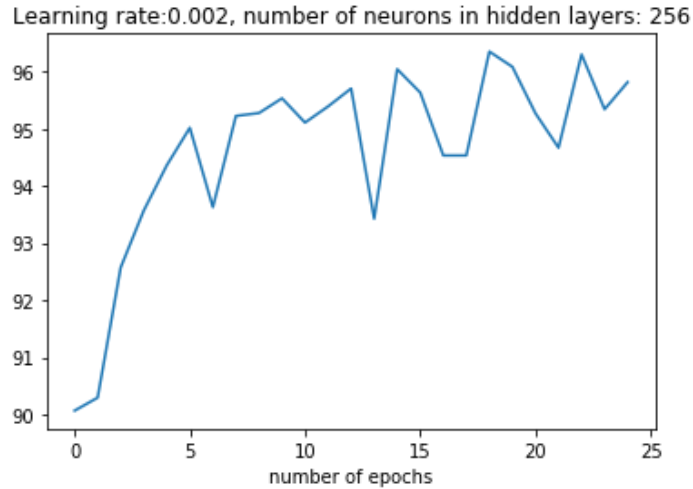 Learning rate:0.002, number of neurons in hidden layers: 256
96
95
94
93
92
91
90
0 5 10 15 20 25
number of epochs